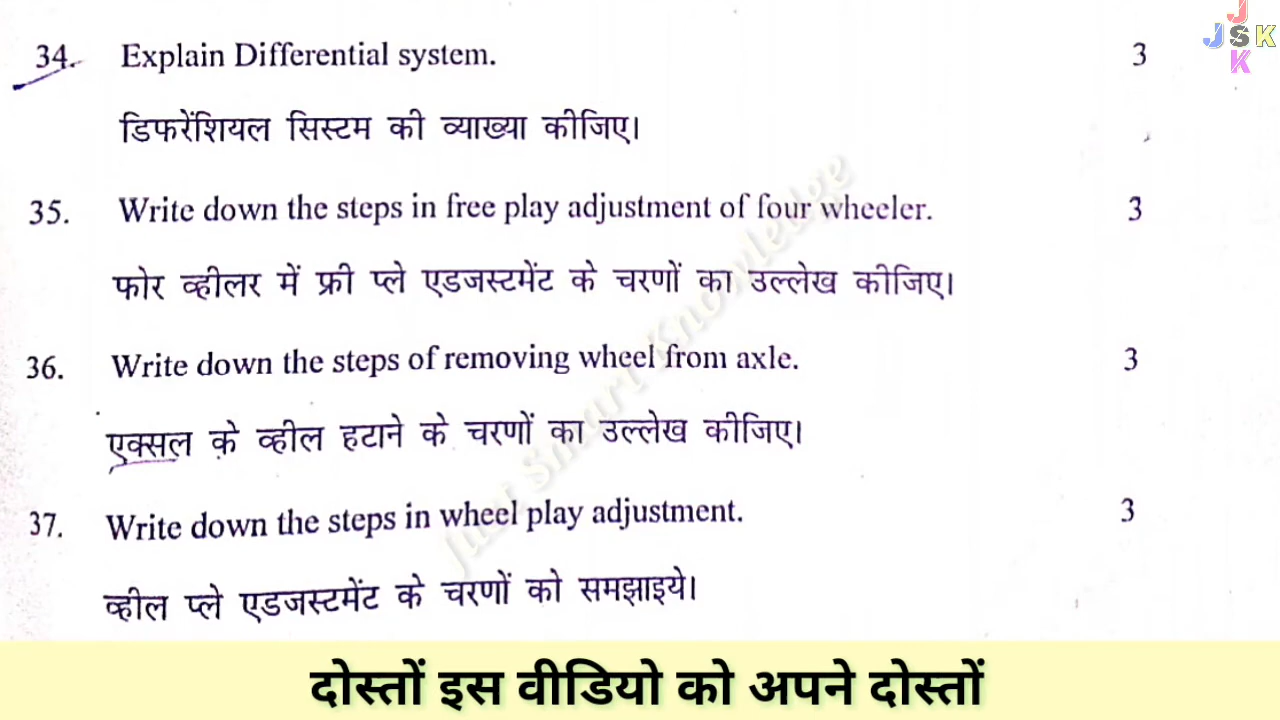 J
J S K
K
34. Explain Differential system. 3
डिफरेंशियल सिस्टम की व्याख्या कीजिए।
35. Write down the steps in free play adjustment of four wheeler. 3
फोर व्हीलर में फ्री प्ले एडजस्टमेंट के चरणों का उल्लेख कीजिए।
36. Write down the steps of removing wheel from axle. 3
एक्सल के व्हील हटाने के चरणों का उल्लेख कीजिए।
37. Write down the steps in wheel play adjustment. 3
व्हील प्ले एडजस्टमेंट के चरणों को समझाइये।
Just Smart Knowledge
दोस्तों इस वीडियो को अपने दोस्तों